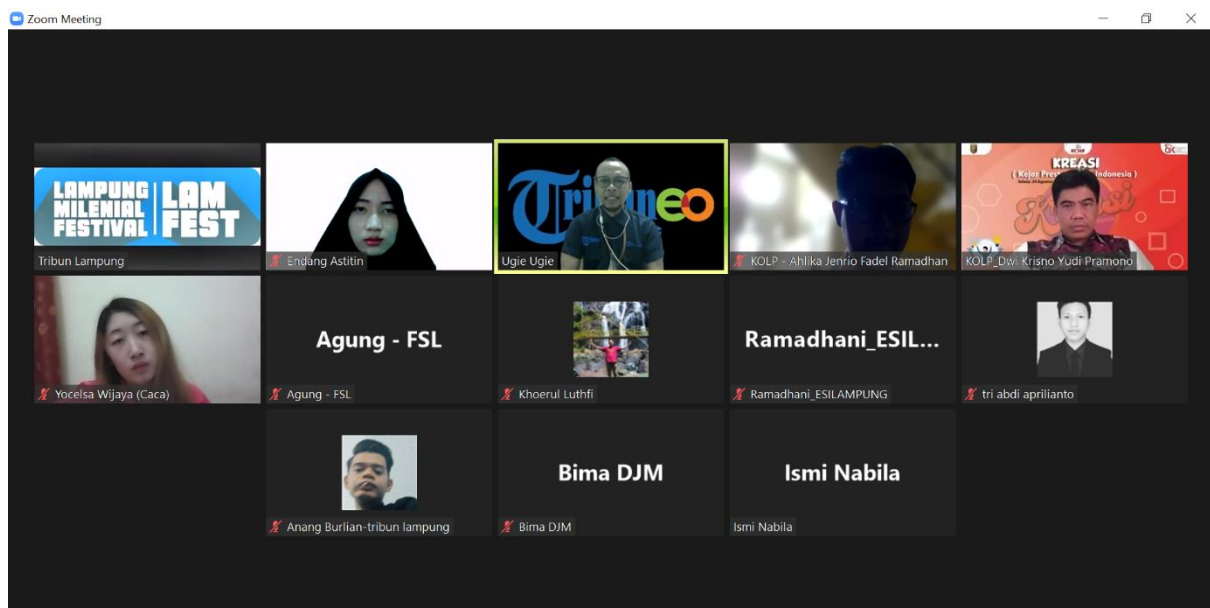 Zoom Meeting
LAMPUNG
MILENIAL
FESTIVAL
LAM
FEST
Tribun Lampung
Endang Astitin
Ugie Ugie
KOLP - Ahlika Jenrio Fadel Ramadhan
KREASI
( Kejar Indonesia )
KOLP_Dwi Krisno Yudi Pramono
Yocelsa Wijaya (Caca)
Agung - FSL
Agung - FSL
Khoerul Luthfi
Ramadhani_ESIL...
Ramadhani_ESILAMPUNG
tri abdi aprilianto
Anang Burlian-tribun lampung
Bima DJM
Bima DJM
Ismi Nabila
Ismi Nabila